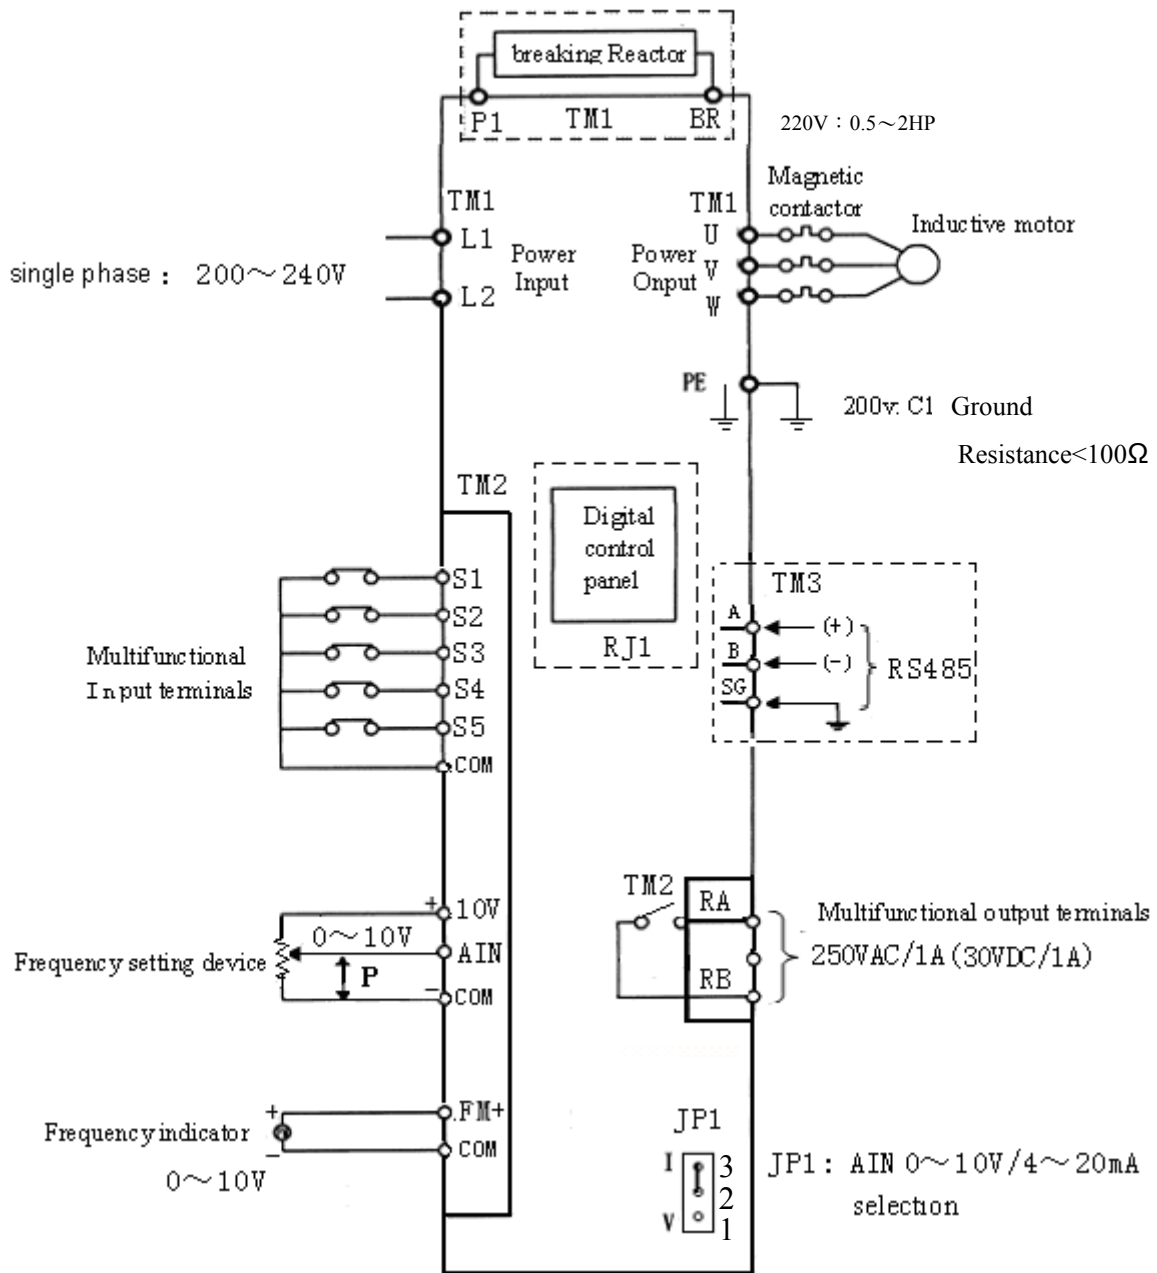 breaking Reactor
P1 TM1 BR
220V：0.5～2HP
TM1
L1
L2
Power
Input
single phase： 200～240V
TM1
U
V
W
Power
Onput
Magnetic
contactor
Inductive motor
PE
200v: C1 Ground
Resistance<100Ω
TM2
Digital
control
panel
RJ1
S1
S2
S3
S4
S5
COM
Multifunctional
Input terminals
TM3
A (+)
B (-)
SG
RS485
+ 10V
0～10V
AIN
P
- COM
Frequency setting device
TM2
RA
RB
Multifunctional output terminals
250VAC/1A(30VDC/1A)
+ FM+
- COM
Frequency indicator
0～10V
JP1
I 3
2
V 1
JP1: AIN 0～10V/4～20mA
selection